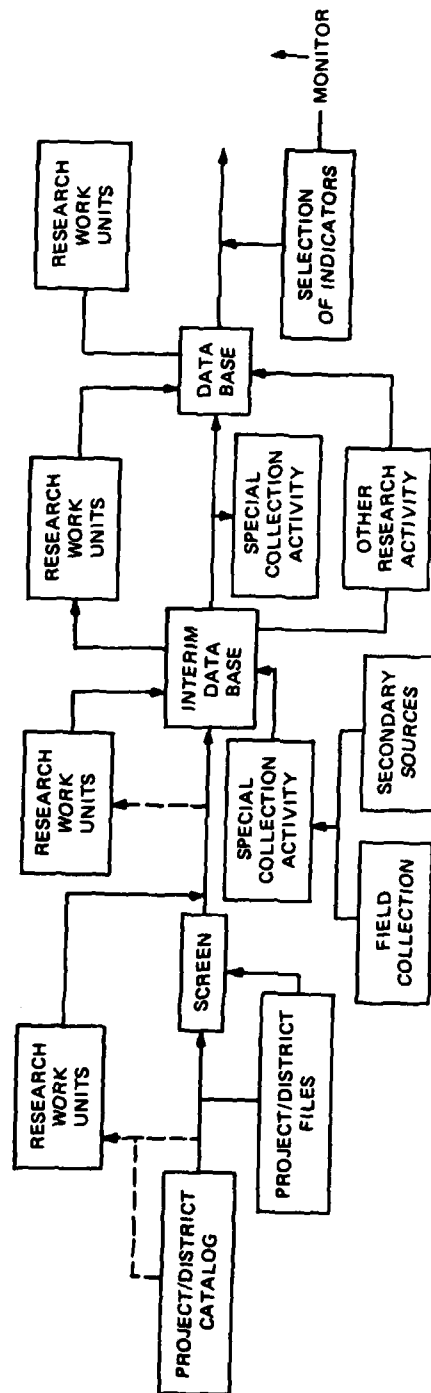 RESEARCH
WORK
UNITS
RESEARCH
WORK
UNITS
RESEARCH
WORK
UNITS
RESEARCH
WORK
UNITS
PROJECT/DISTRICT
CATALOG
SCREEN
INTERIM
DATA
BASE
DATA
BASE
PROJECT/DISTRICT
FILES
SPECIAL
COLLECTION
ACTIVITY
SPECIAL
COLLECTION
ACTIVITY
SELECTION
OF INDICATORS
MONITOR
FIELD
COLLECTION
SECONDARY
SOURCES
OTHER
RESEARCH
ACTIVITY